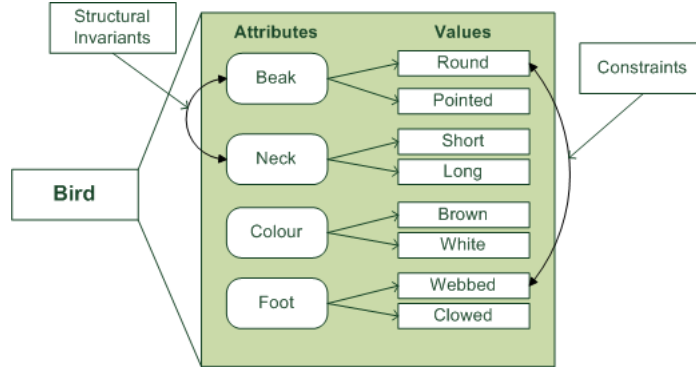 Structural
Invariants
Attributes
Values
Beak
Round
Pointed
Constraints
Neck
Short
Long
Bird
Colour
Brown
White
Foot
Webbed
Clowed